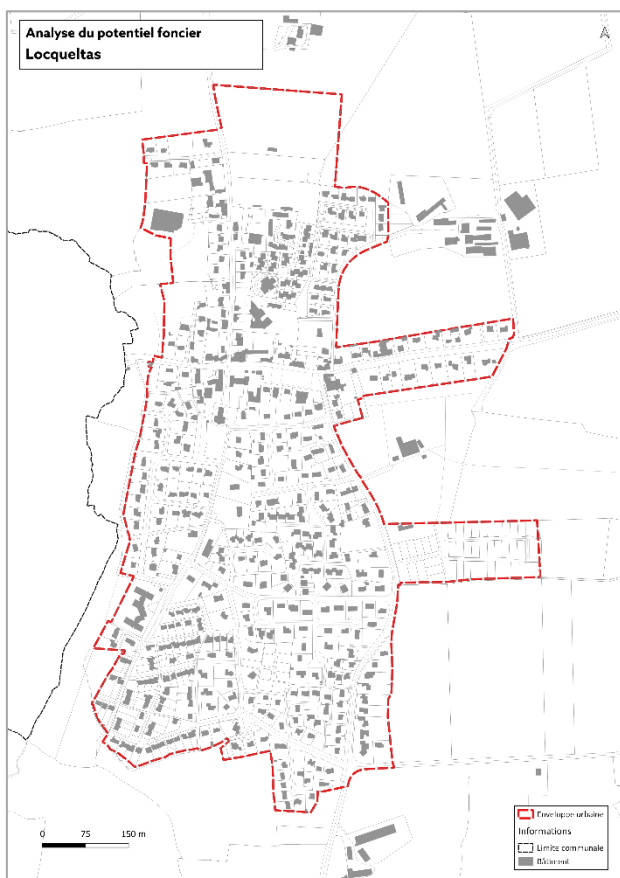 Analyse du potentiel foncier
Locqueltas
Enveloppe urbaine
Informations
Limite communale
Bâtiment
0 75 150 m